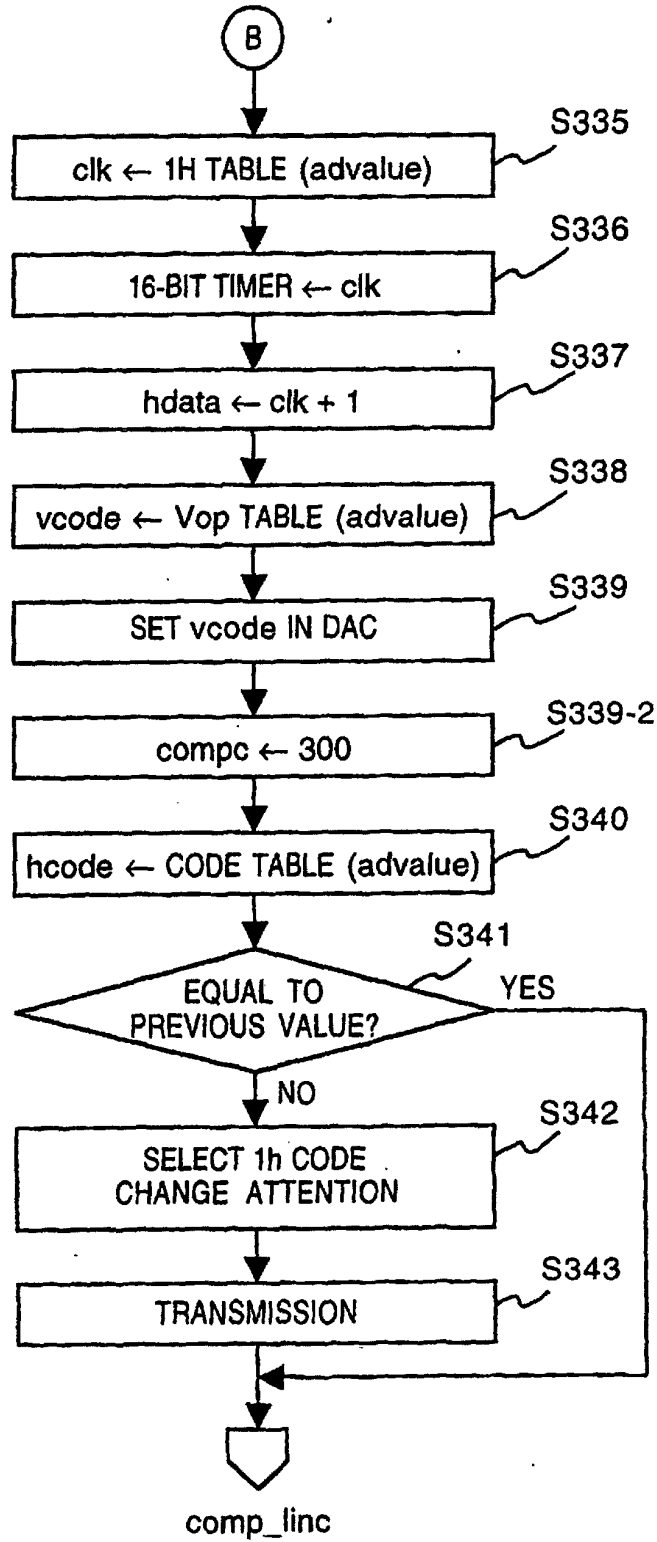 B
S335
clk ← 1H TABLE (advalue)
S336
16-BIT TIMER ← clk
S337
hdata ← clk + 1
S338
vcode ← Vop TABLE (advalue)
S339
SET vcode IN DAC
S339-2
compc ← 300
S340
hcode ← CODE TABLE (advalue)
S341
EQUAL TO
PREVIOUS VALUE?
YES
NO
S342
SELECT 1h CODE
CHANGE ATTENTION
S343
TRANSMISSION
comp_linc